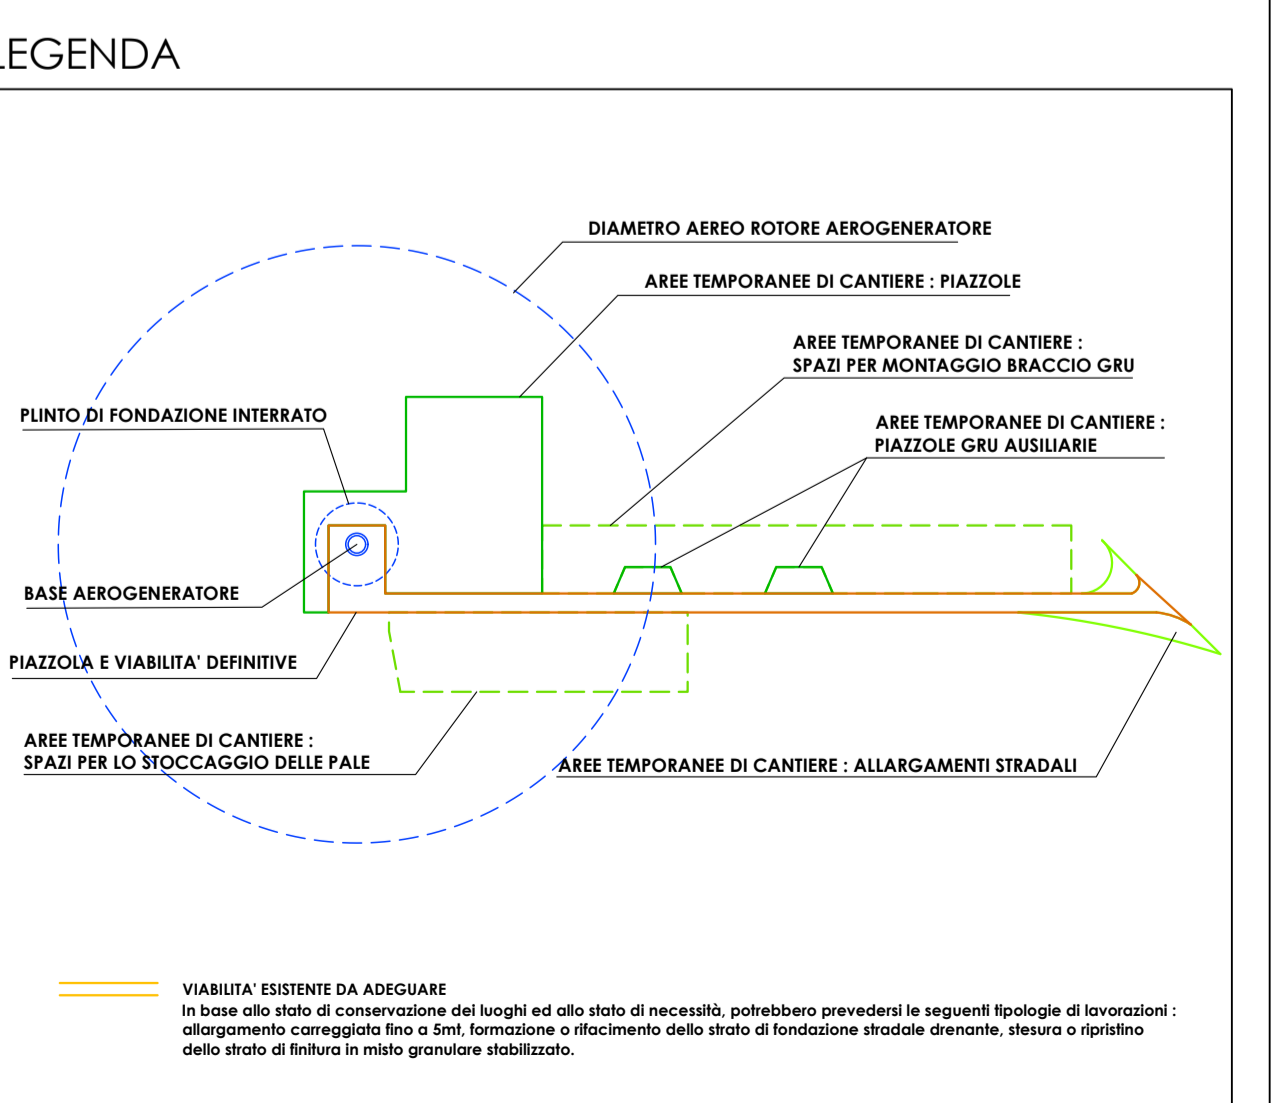 LEGENDA
DIAMETRO AEREO ROTORE AEROGENERATORE
AREE TEMPORANEE DI CANTIERE : PIAZZOLE
AREE TEMPORANEE DI CANTIERE :
SPAZI PER MONTAGGIO BRACCIO GRU
PLINTO DI FONDAZIONE INTERRATO
AREE TEMPORANEE DI CANTIERE :
PIAZZOLE GRU AUSILIARIE
BASE AEROGENERATORE
PIAZZOLA E VIABILITA' DEFINITIVE
AREE TEMPORANEE DI CANTIERE :
SPAZI PER LO STOCCAGGIO DELLE PALE
AREE TEMPORANEE DI CANTIERE : ALLARGAMENTI STRADALI
VIABILITA' ESISTENTE DA ADEGUARE
In base allo stato di conservazione dei luoghi ed allo stato di necessità, potrebbero prevedersi le seguenti tipologie di lavorazioni :
allargamento carreggiata fino a 5mt, formazione o rifacimento dello strato di fondazione stradale drenante, stesura o ripristino
dello strato di finitura in misto granulare stabilizzato.